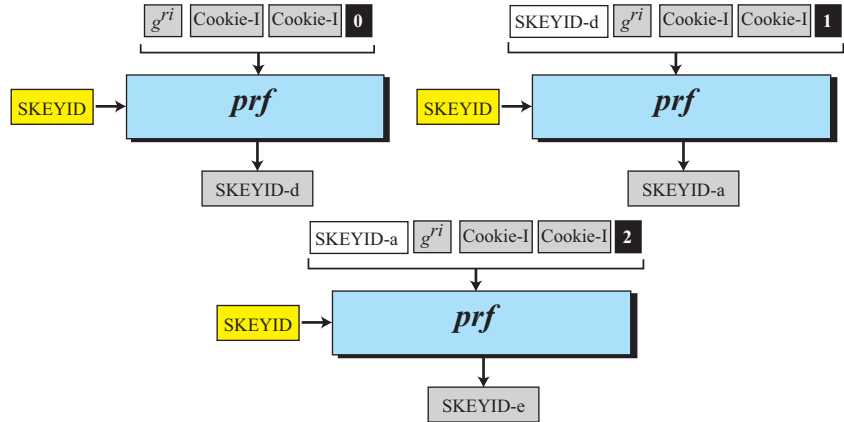 g^ri Cookie-I Cookie-I 0
SKEYID
prf
SKEYID-d
SKEYID-d g^ri Cookie-I Cookie-I 1
SKEYID
prf
SKEYID-a
SKEYID-a g^ri Cookie-I Cookie-I 2
SKEYID
prf
SKEYID-e